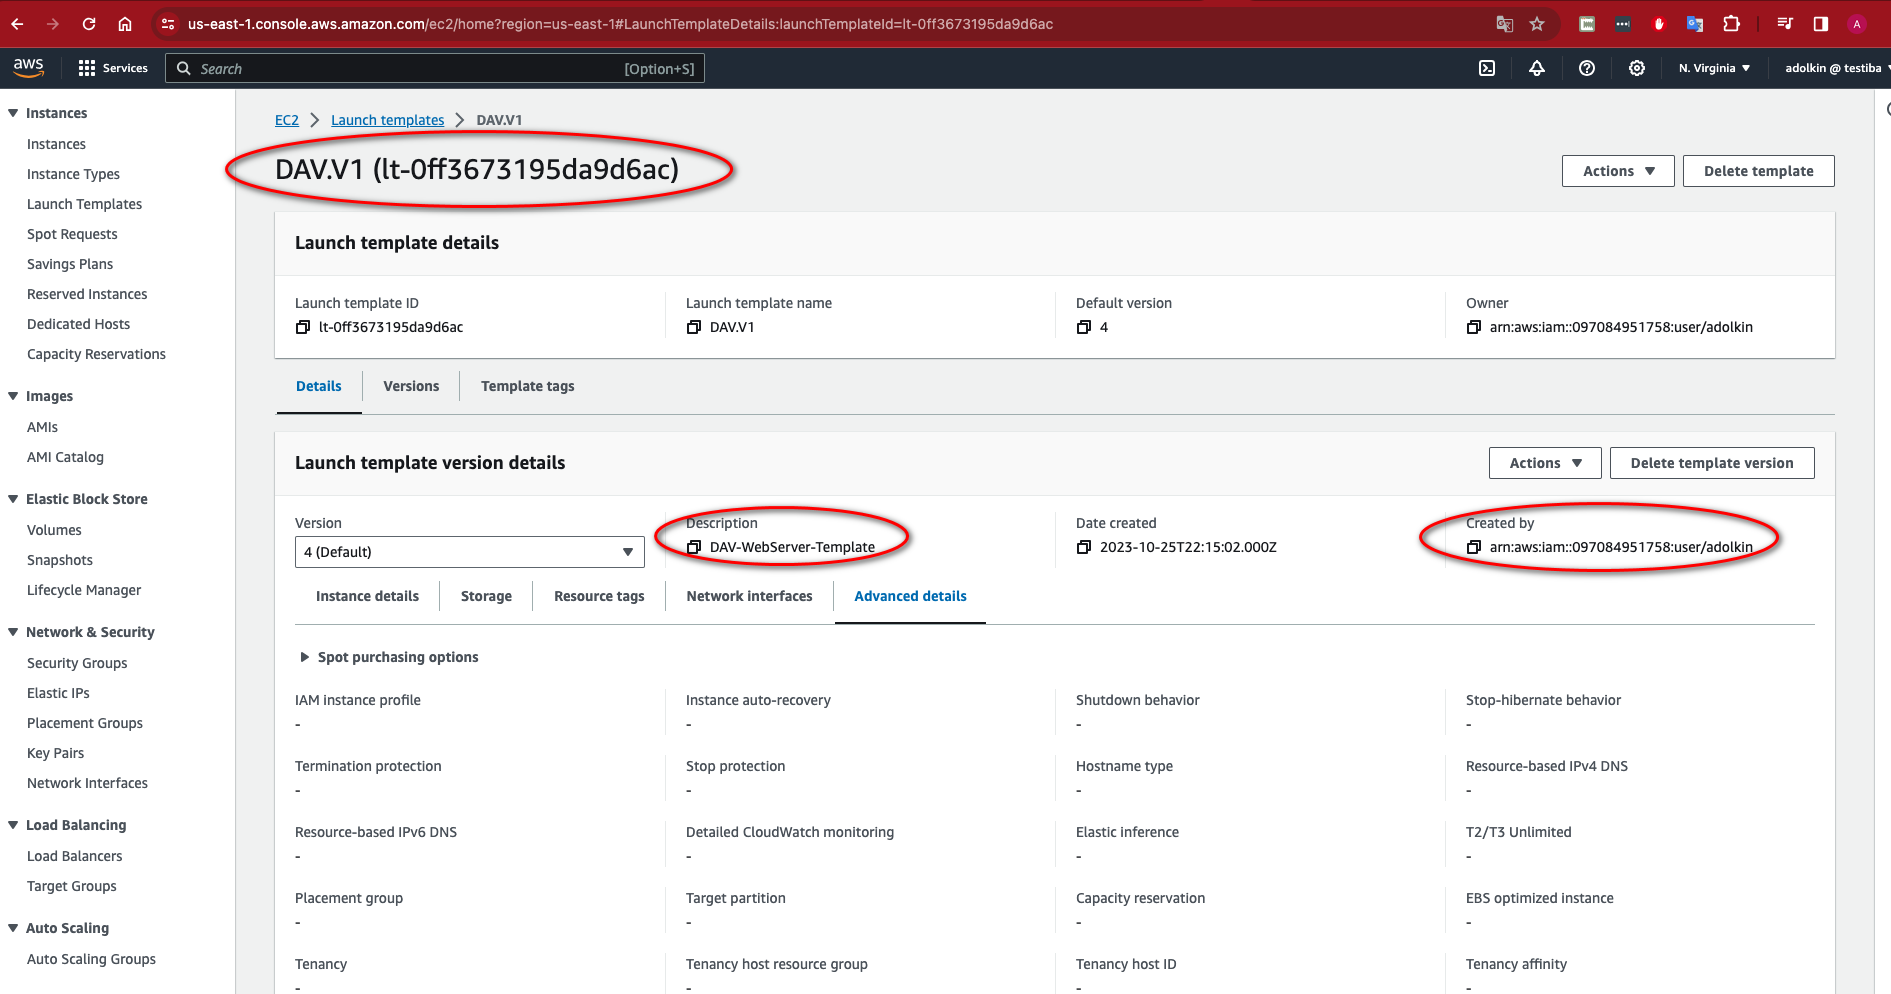 us-east-1.console.aws.amazon.com/ec2/home?region=us-east-1#LaunchTemplateDetails:launchTemplateId=lt-0ff3673195da9d6ac
A
aws
Services
Search
[Option+S]
N. Virginia
adolkin @ testiba
Instances
Instances
Instance Types
Launch Templates
Spot Requests
Savings Plans
Reserved Instances
Dedicated Hosts
Capacity Reservations
Images
AMIs
AMI Catalog
Elastic Block Store
Volumes
Snapshots
Lifecycle Manager
Network & Security
Security Groups
Elastic IPs
Placement Groups
Key Pairs
Network Interfaces
Load Balancing
Load Balancers
Target Groups
Auto Scaling
Auto Scaling Groups
EC2 > Launch templates > DAV.V1
DAV.V1 (lt-0ff3673195da9d6ac)
Actions
Delete template
Launch template details
Launch template ID
lt-0ff3673195da9d6ac
Launch template name
DAV.V1
Default version
4
Owner
arn:aws:iam::097084951758:user/adolkin
Details
Versions
Template tags
Launch template version details
Actions
Delete template version
Version
4 (Default)
Description
DAV-WebServer-Template
Date created
2023-10-25T22:15:02.000Z
Created by
arn:aws:iam::097084951758:user/adolkin
Instance details
Storage
Resource tags
Network interfaces
Advanced details
Spot purchasing options
IAM instance profile
-
Instance auto-recovery
-
Shutdown behavior
-
Stop-hibernate behavior
-
Termination protection
-
Stop protection
-
Hostname type
-
Resource-based IPv4 DNS
-
Resource-based IPv6 DNS
-
Detailed CloudWatch monitoring
-
Elastic inference
-
T2/T3 Unlimited
-
Placement group
-
Target partition
-
Capacity reservation
-
EBS optimized instance
-
Tenancy
-
Tenancy host resource group
-
Tenancy host ID
-
Tenancy affinity
-